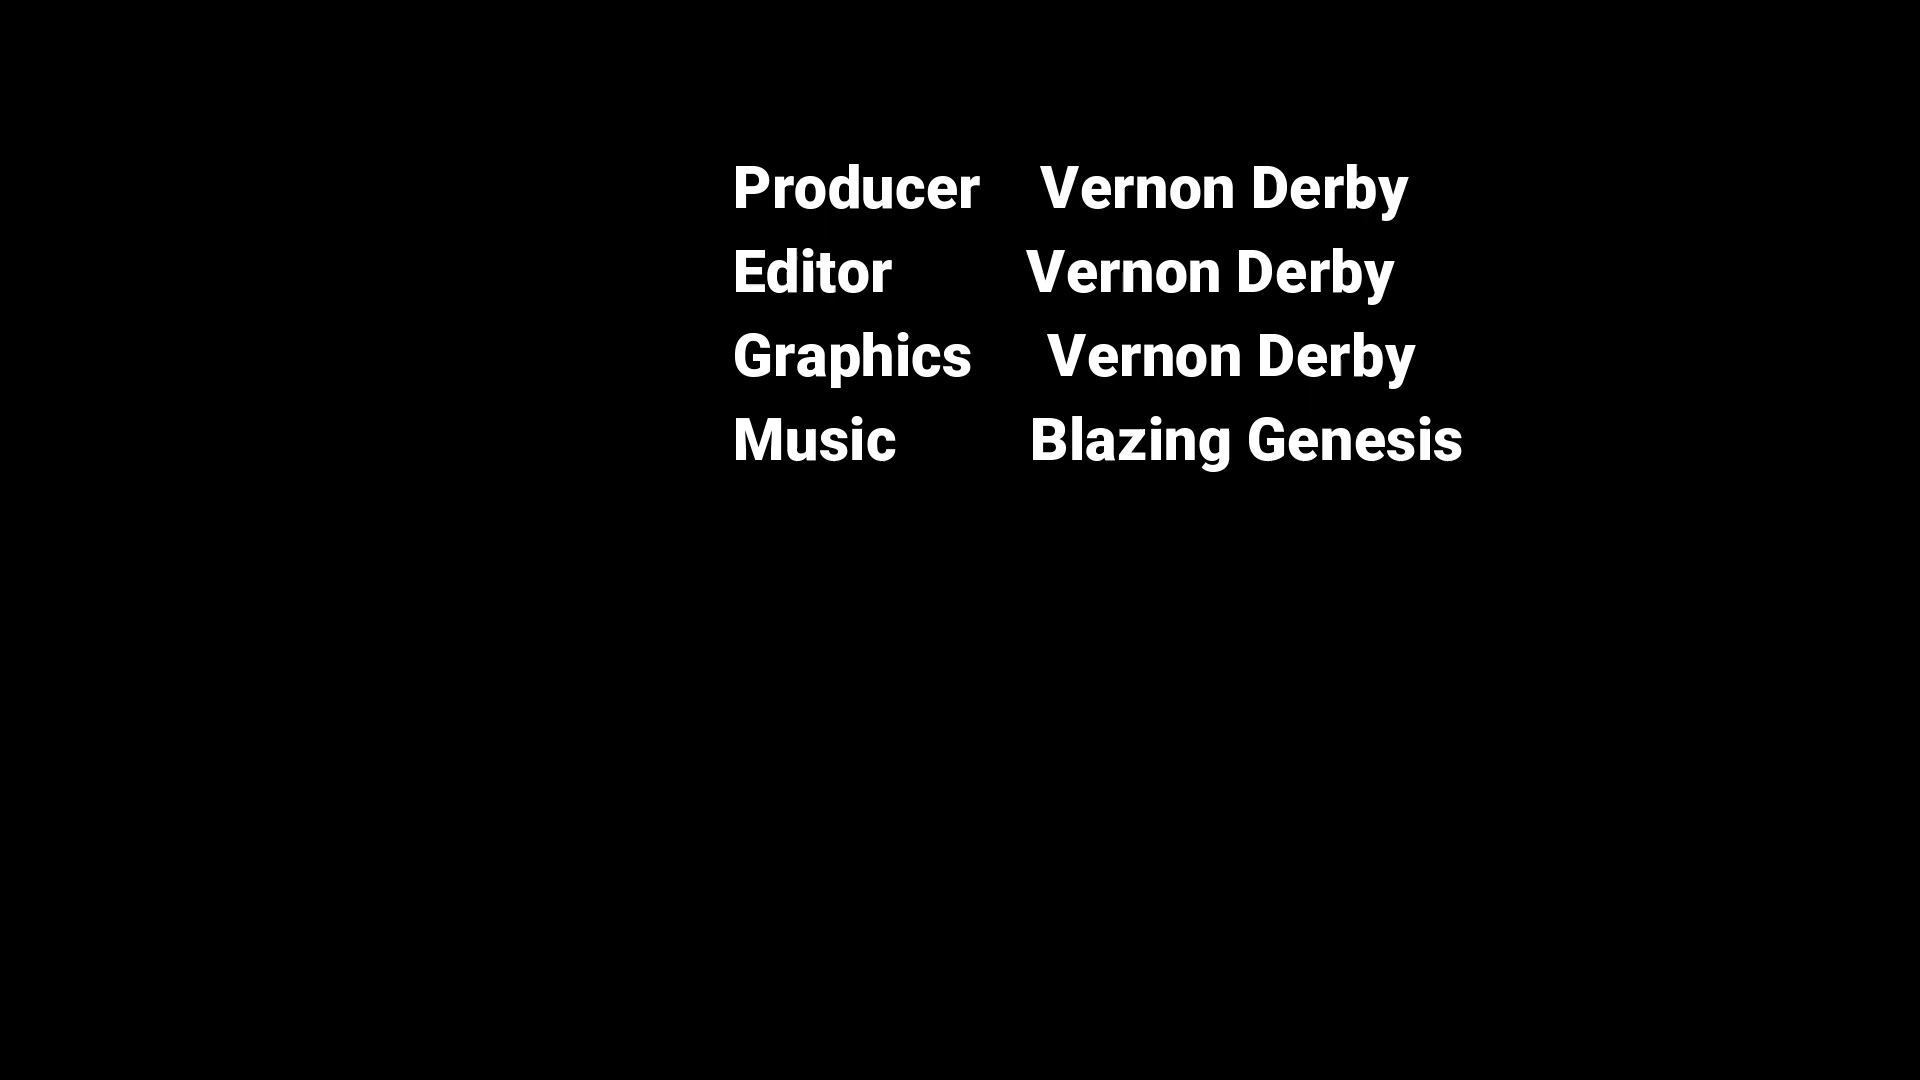 Producer Vernon Derby
Editor Vernon Derby
Graphics Vernon Derby
Music Blazing Genesis